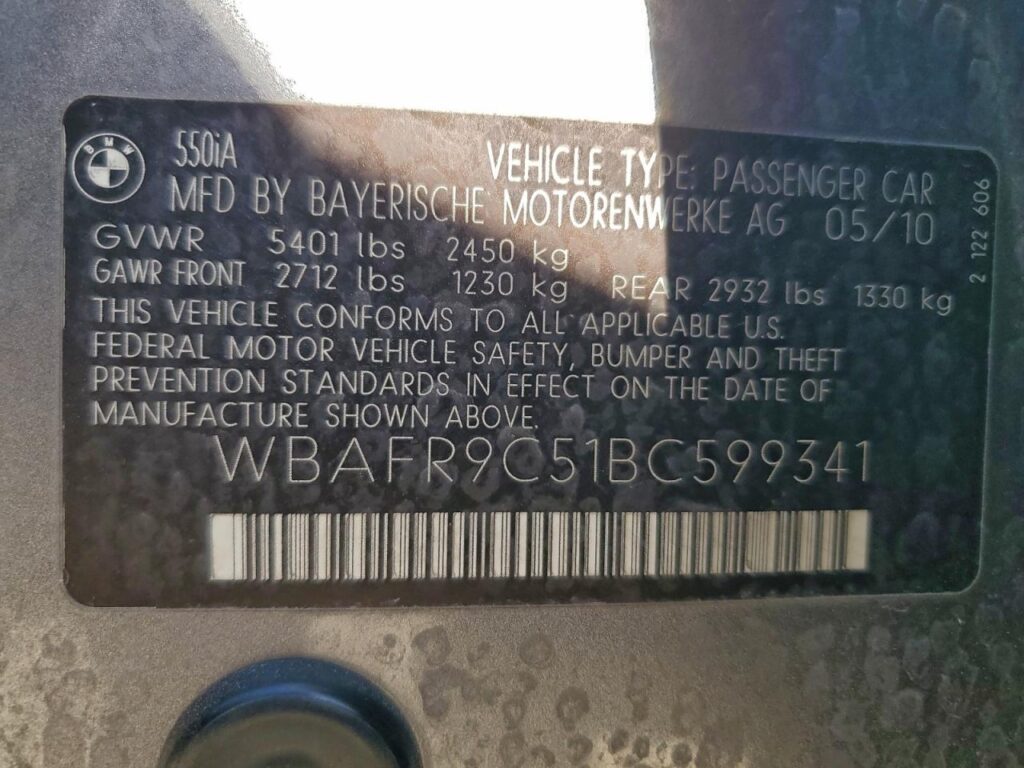 BMW
550iA
VEHICLE TYPE: PASSENGER CAR
MFD BY BAYERISCHE MOTORENWERKE AG 05/10
GVWR 5401 lbs 2450 kg
GAWR FRONT 2712 lbs 1230 kg REAR 2932 lbs 1330 kg
THIS VEHICLE CONFORMS TO ALL APPLICABLE U.S.
FEDERAL MOTOR VEHICLE SAFETY, BUMPER AND THEFT
PREVENTION STANDARDS IN EFFECT ON THE DATE OF
MANUFACTURE SHOWN ABOVE.
WBAFR9C51BC599341
2 122 606